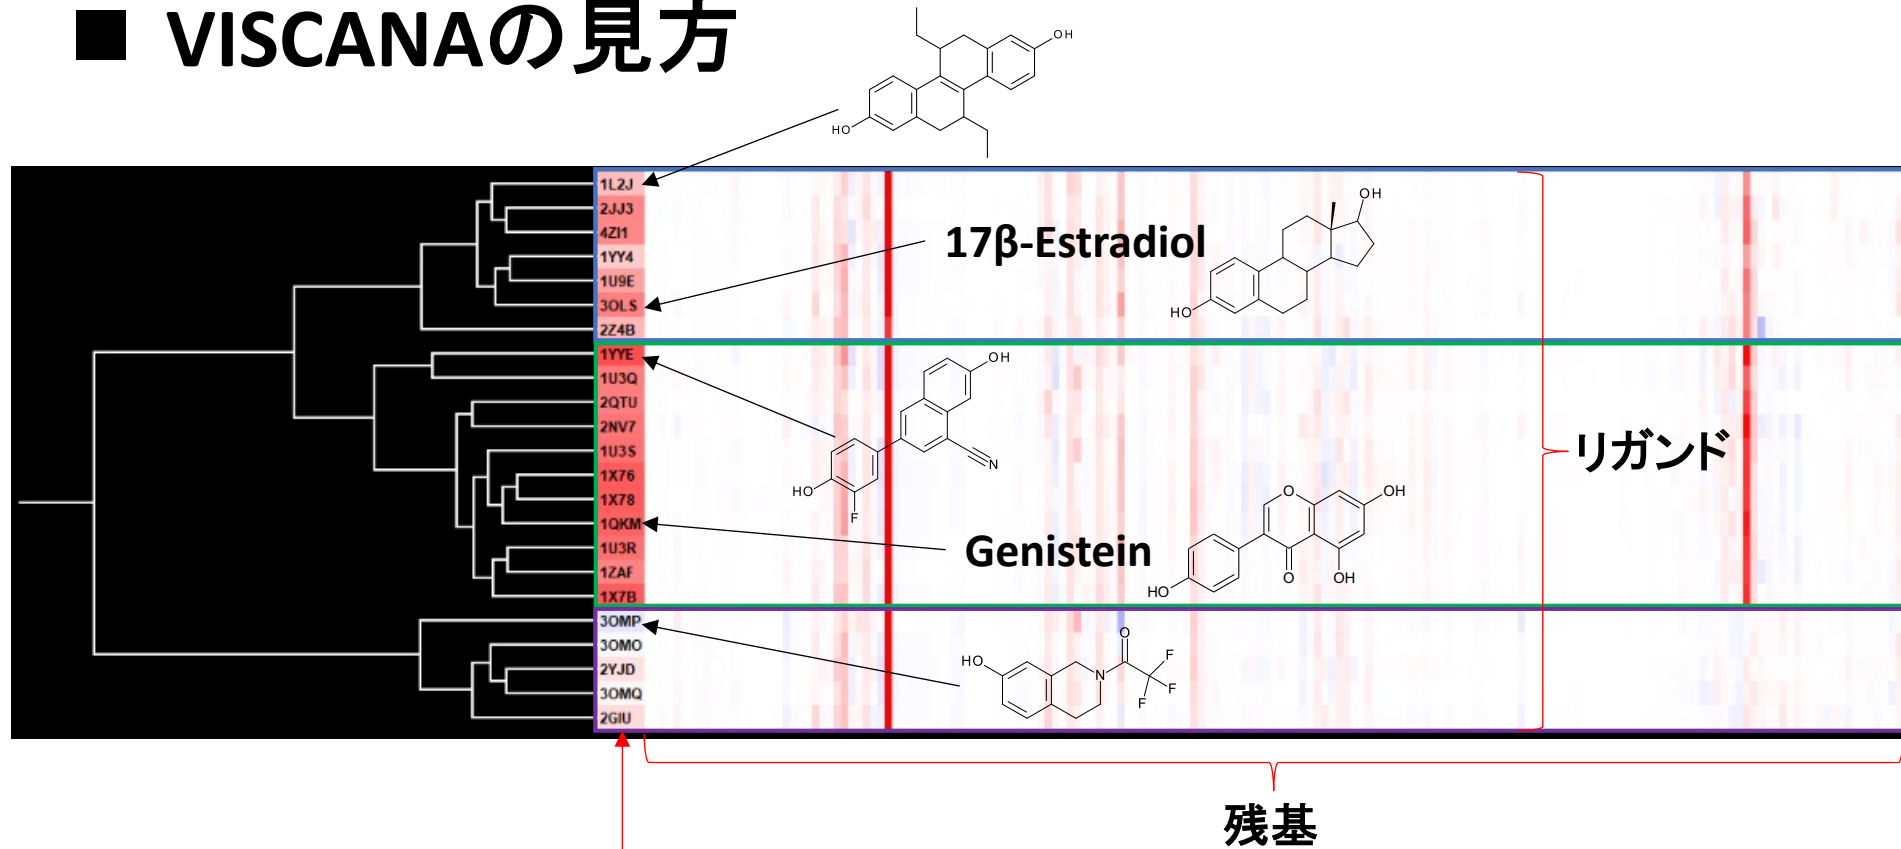 ■ VISCANAの見方
OH
HO
1L2J
2JJ3
4ZI1
1YY4
1U9E
3OLS
2Z4B
17β-Estradiol
OH
HO
1YYE
1U3Q
2QTU
2NV7
1U3S
1X76
1X78
1QKM
1U3R
1ZAF
1X7B
OH
N
HO
F
リガンド
Genistein
O
OH
HO
O
OH
3OMP
3OMO
2YJD
3OMQ
2GIU
HO
O
N
F
F
F
残基